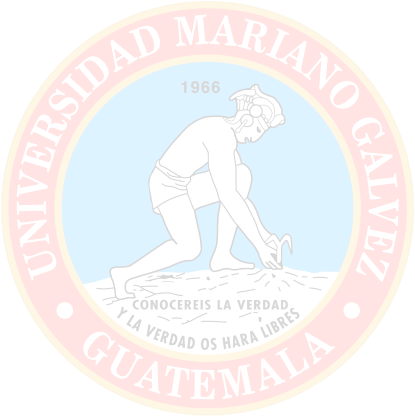 UNIVERSIDAD MARIANO GALVEZ
1966
CONOCEREIS LA VERDAD
Y LA VERDAD OS HARA LIBRES
GUATEMALA